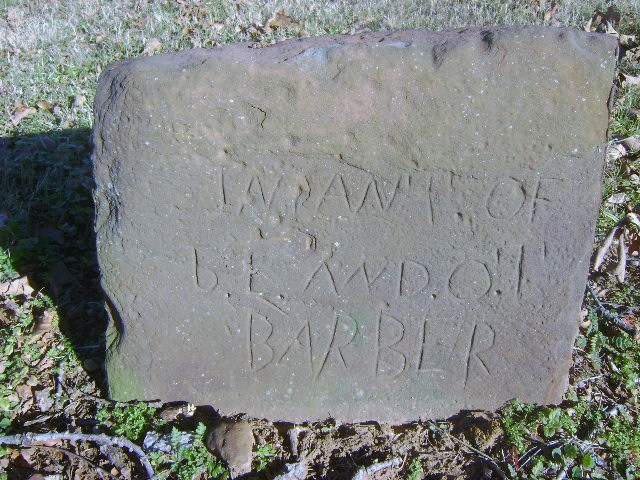 INFANT OF
b. L. AND O. I.
BARBER